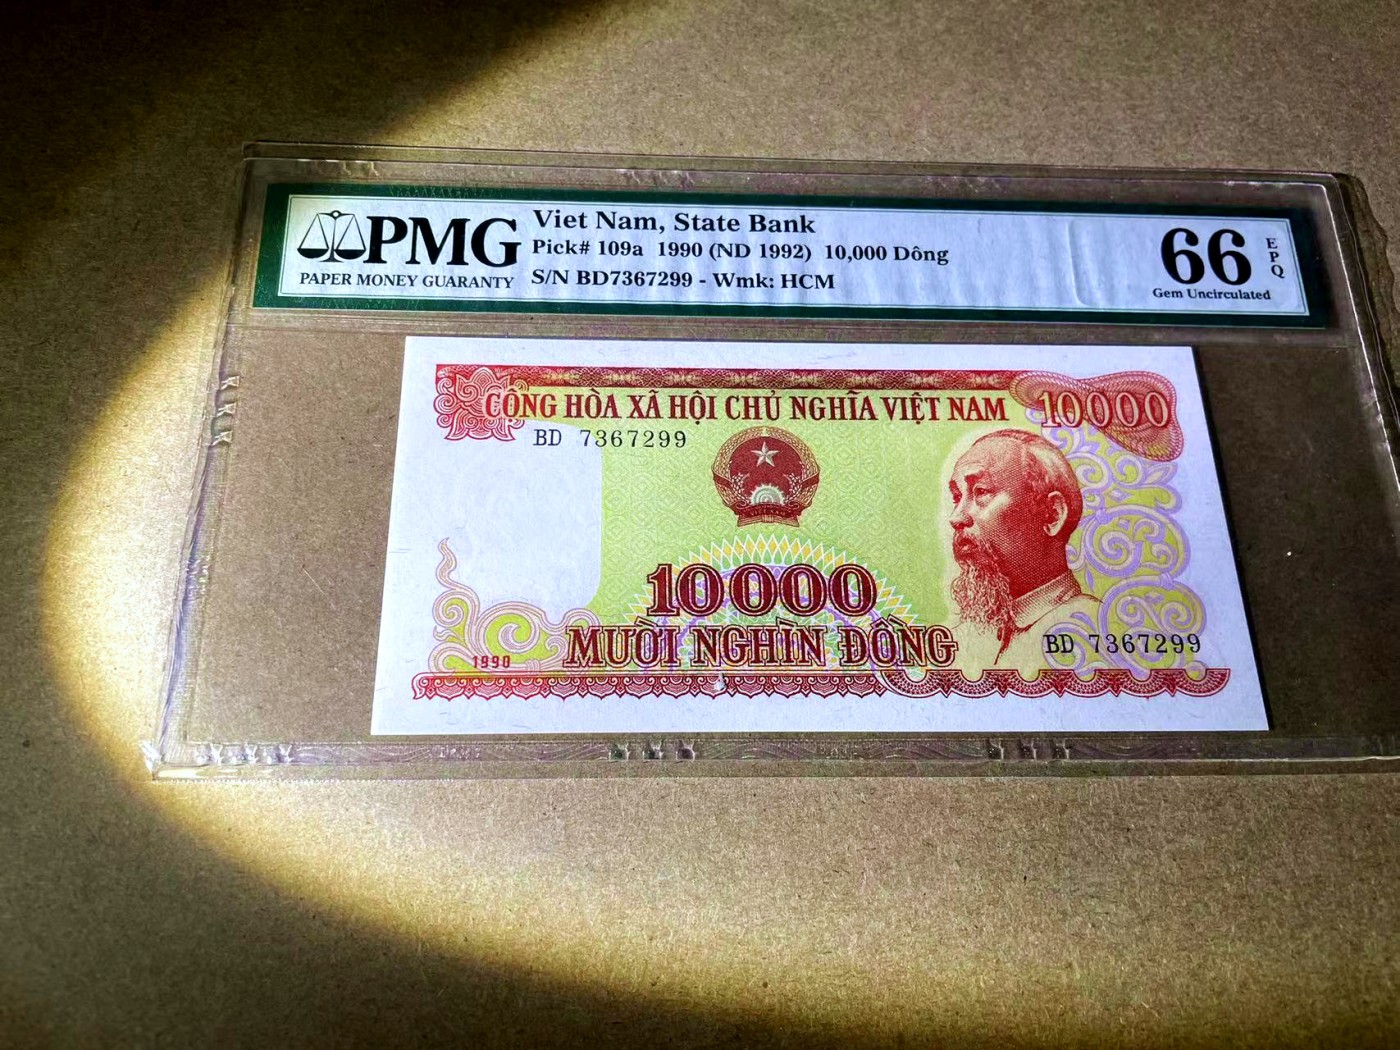 PMG
PAPER MONEY GUARANTY
Viet Nam, State Bank
Pick# 109a 1990 (ND 1992) 10,000 Dông
S/N BD7367299 - Wmk: HCM
66
EPQ
Gem Uncirculated
CỘNG HÒA XÃ HỘI CHỦ NGHĨA VIỆT NAM
10000
BD 7367299
10000
MƯỜI NGHÌN ĐỒNG
BD 7367299
1990